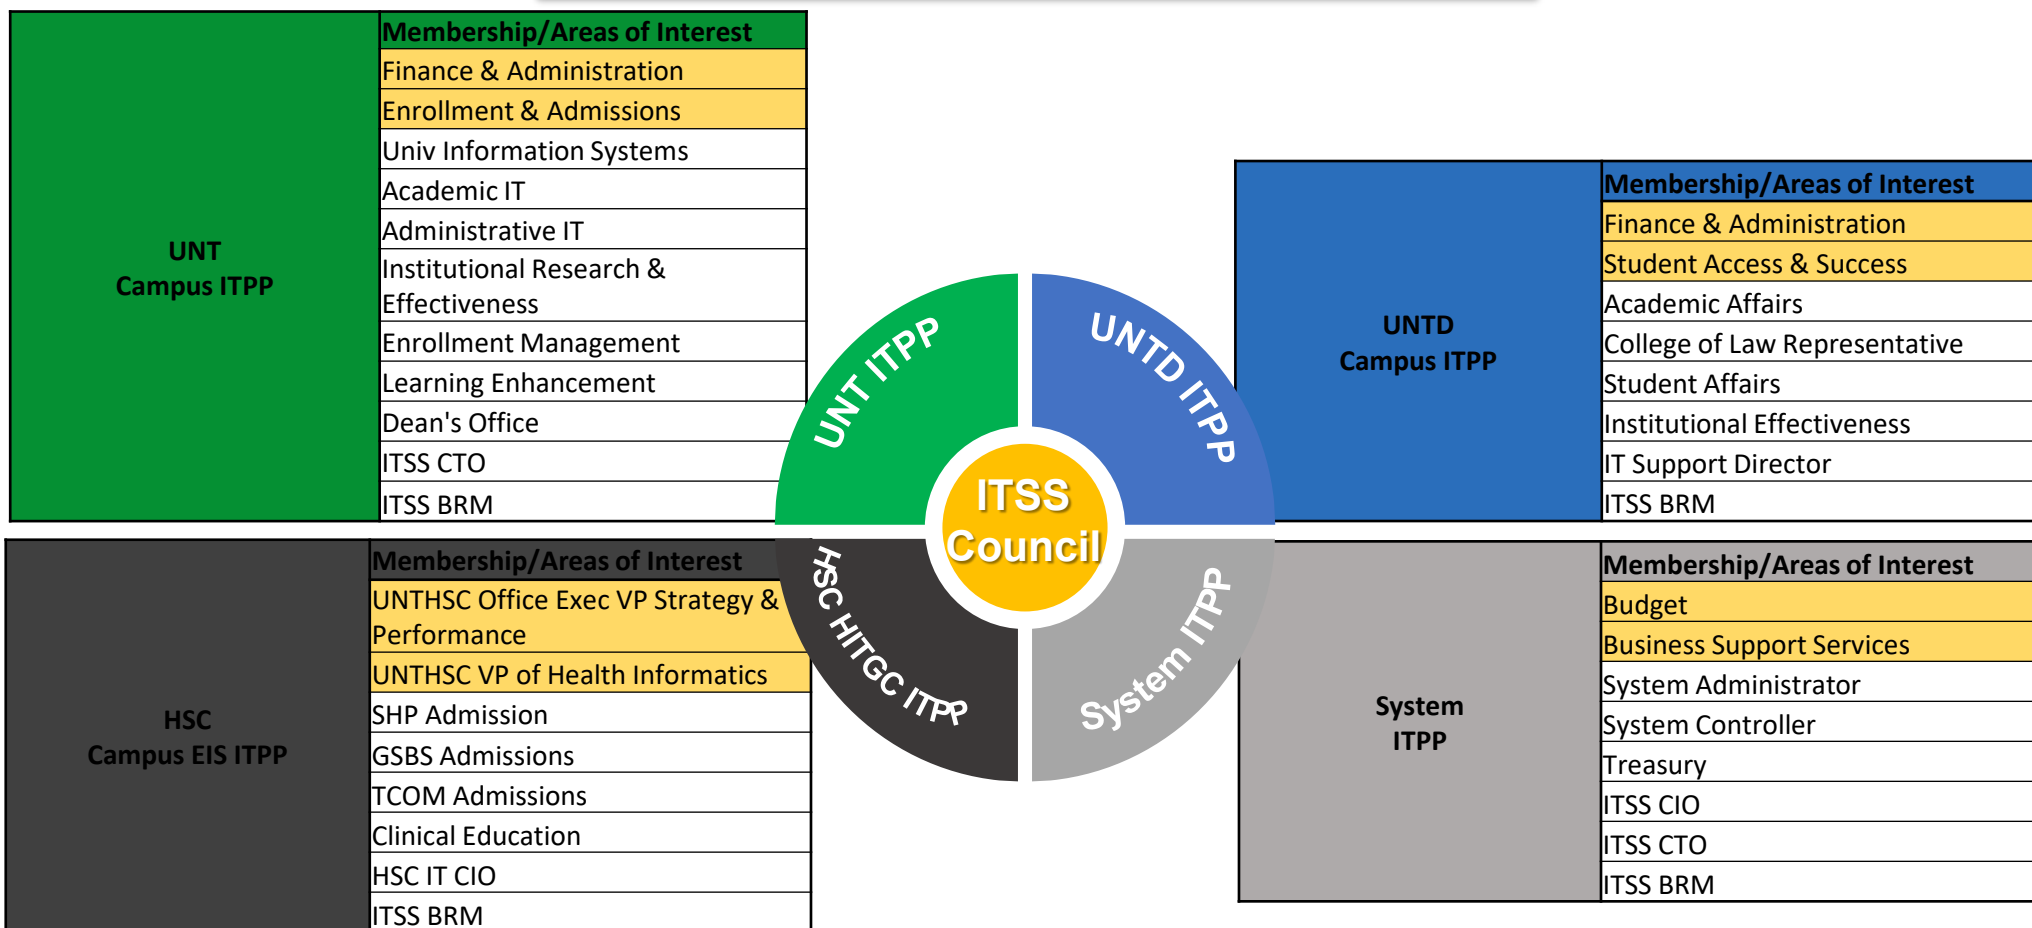 Membership/Areas of Interest
Finance & Administration
Enrollment & Admissions
Univ Information Systems
Academic IT
Administrative IT
Institutional Research &
Effectiveness
Enrollment Management
Learning Enhancement
Dean's Office
ITSS CTO
ITSS BRM
UNT
Campus ITPP
Membership/Areas of Interest
Finance & Administration
Student Access & Success
Academic Affairs
College of Law Representative
Student Affairs
Institutional Effectiveness
IT Support Director
ITSS BRM
UNTD
Campus ITPP
UNT ITPP
UNTD ITPP
ITSS
Council
HSC HITGC ITPP
System ITPP
Membership/Areas of Interest
UNTHSC Office Exec VP Strategy &
Performance
UNTHSC VP of Health Informatics
SHP Admission
GSBS Admissions
TCOM Admissions
Clinical Education
HSC IT CIO
ITSS BRM
HSC
Campus EIS ITPP
Membership/Areas of Interest
Budget
Business Support Services
System Administrator
System Controller
Treasury
ITSS CIO
ITSS CTO
ITSS BRM
System
ITPP